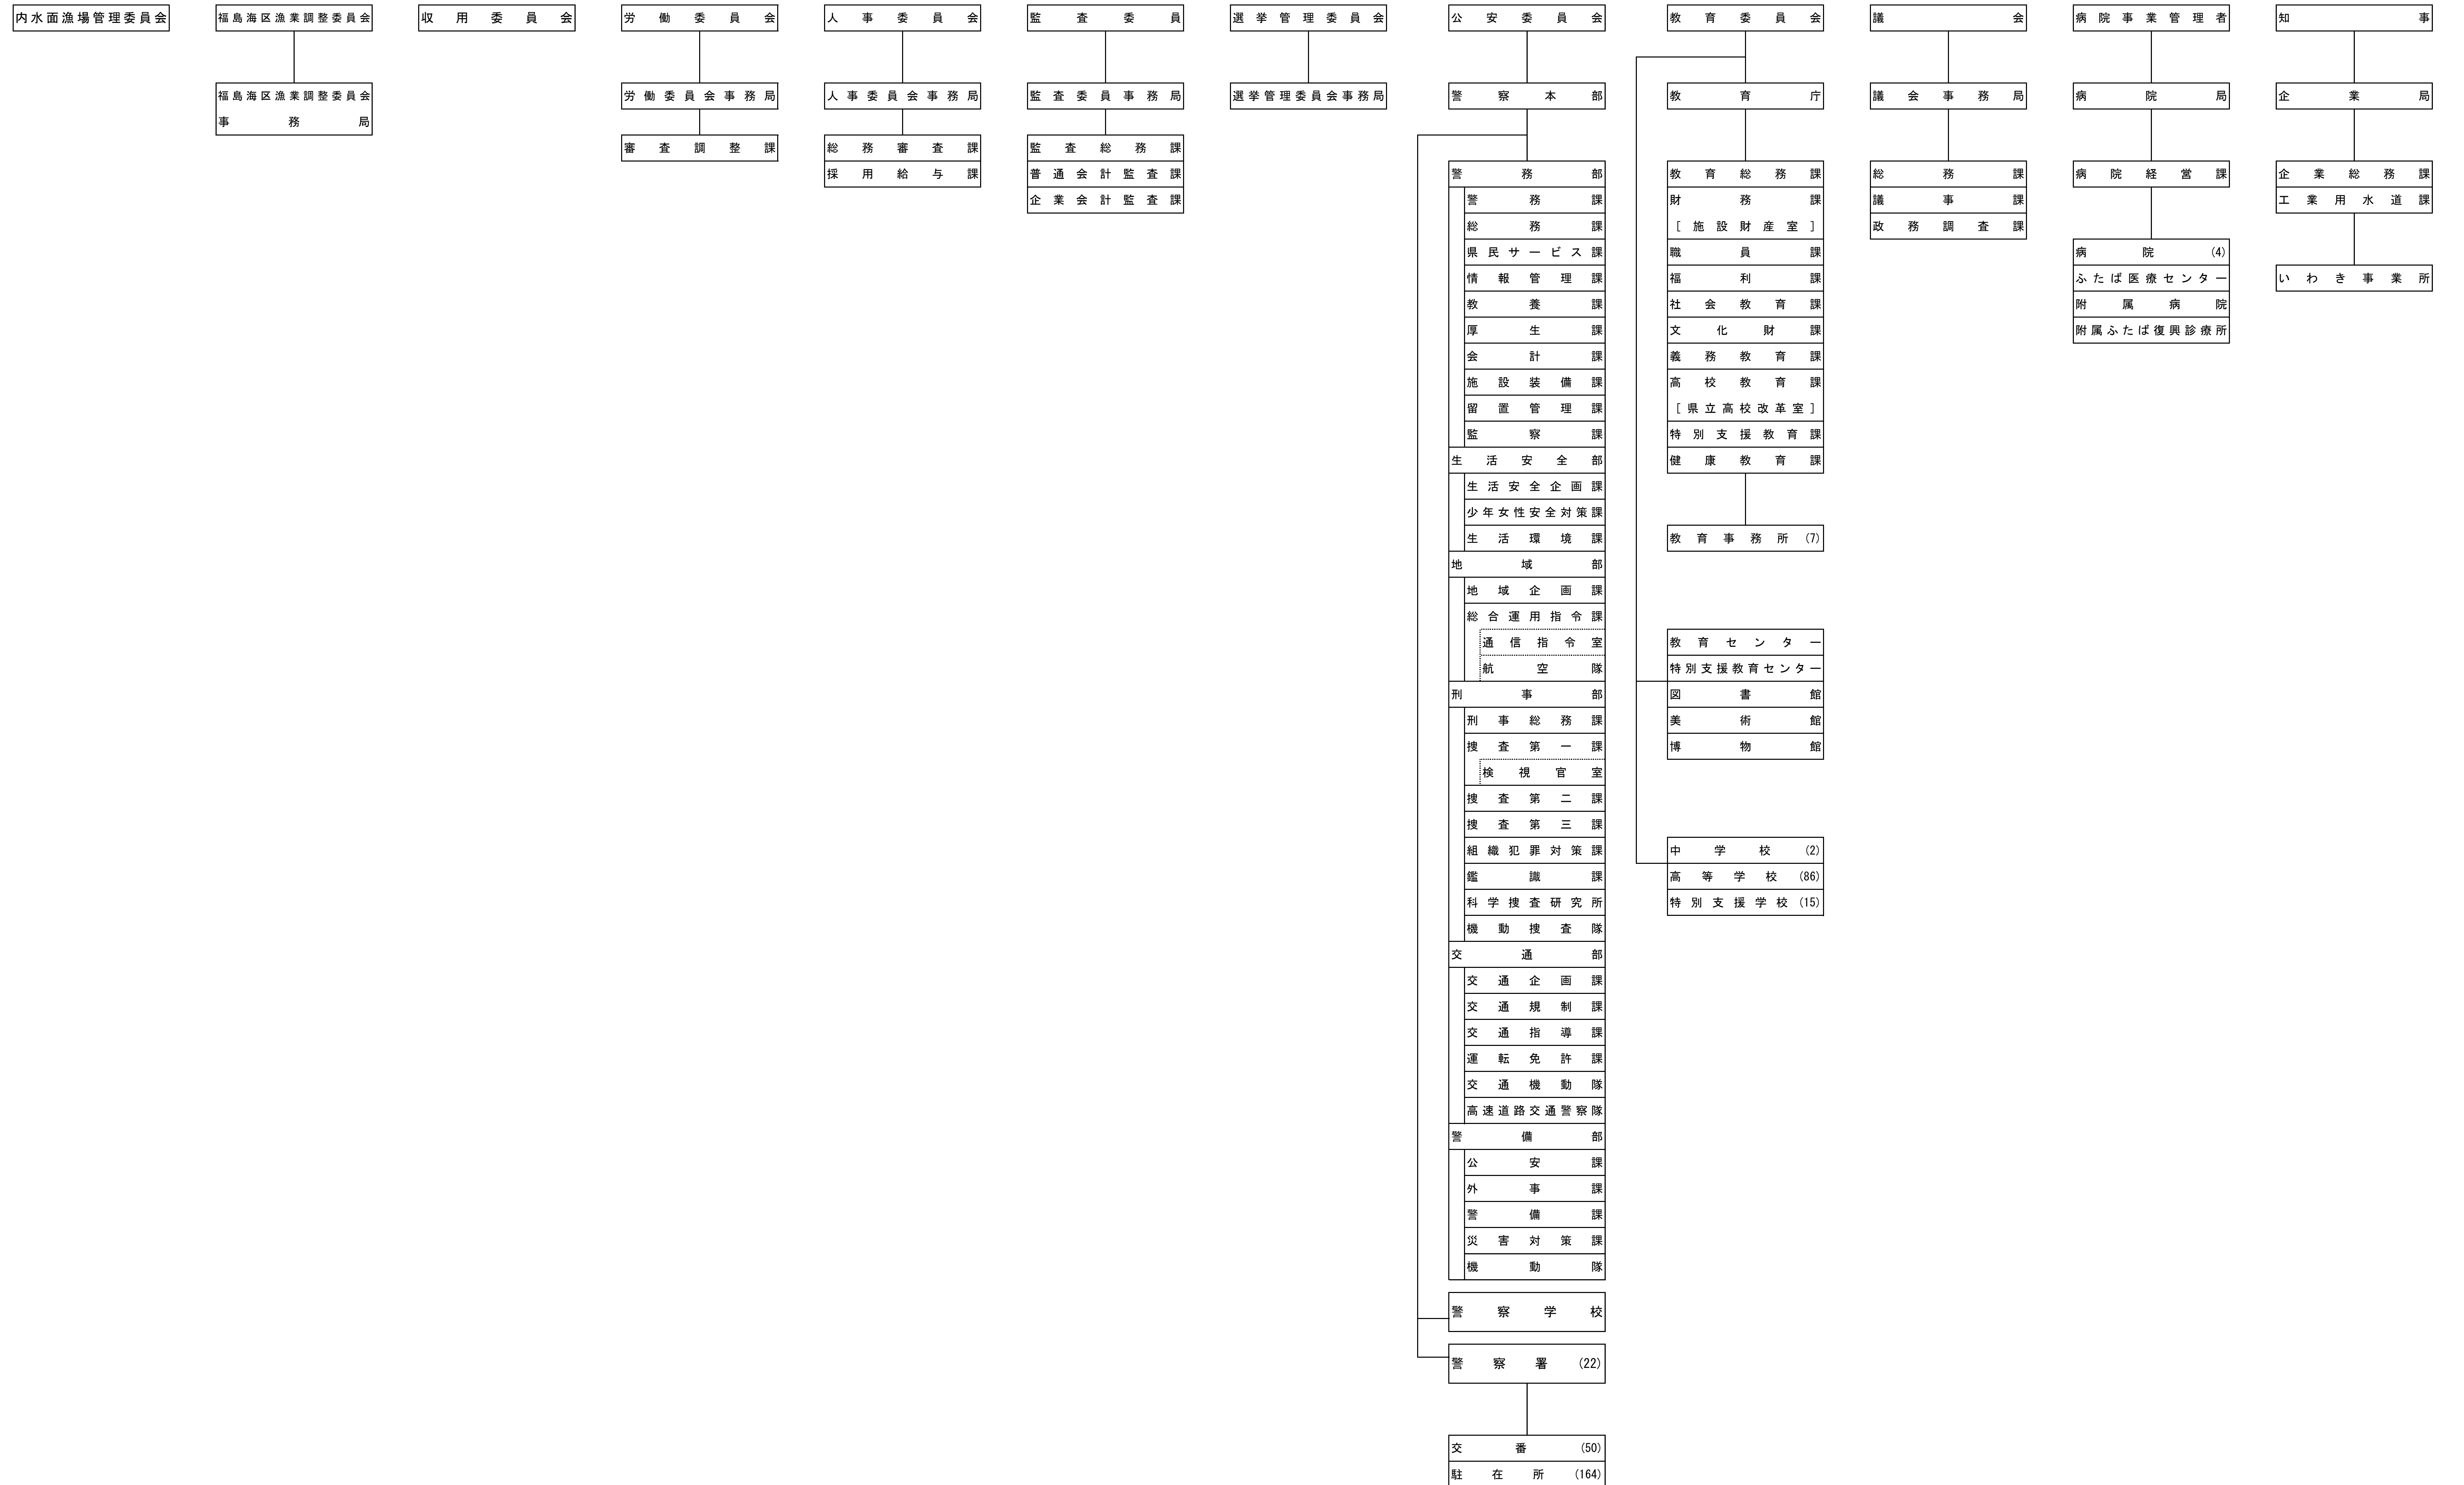 内水面漁場管理委員会
福島海区漁業調整委員会
福島海区漁業調整委員会
事務局
収用委員会
労働委員会
労働委員会事務局
審査調整課
人事委員会
人事委員会事務局
総務審査課
採用給与課
監査委員
監査委員事務局
監査総務課
普通会計監査課
企業会計監査課
選挙管理委員会
選挙管理委員会事務局
公安委員会
警察本部
警務部
警務課
総務課
県民サービス課
情報管理課
教養課
厚生課
会計課
施設装備課
留置管理課
監察課
生活安全部
生活安全企画課
少年女性安全対策課
生活環境課
地域部
地域企画課
総合運用指令課
通信指令室
航空隊
刑事部
刑事総務課
捜査第一課
検視官室
捜査第二課
捜査第三課
組織犯罪対策課
鑑識課
科学捜査研究所
機動捜査隊
交通部
交通企画課
交通規制課
交通指導課
運転免許課
交通機動隊
高速道路交通警察隊
警備部
公安課
外事課
警備課
災害対策課
機動隊
警察学校
警察署(22)
交番(50)
駐在所(164)
教育委員会
教育庁
教育総務課
財務課
［施設財産室］
職員課
福利課
社会教育課
文化財課
義務教育課
高校教育課
［県立高校改革室］
特別支援教育課
健康教育課
教育事務所(7)
教育センター
特別支援教育センター
図書館
美術館
博物館
中学校(2)
高等学校(86)
特別支援学校(15)
議会
議会事務局
総務課
議事課
政務調査課
病院事業管理者
病院局
病院経営課
病院(4)
ふたば医療センター
附属病院
附属ふたば復興診療所
知事
企業局
企業総務課
工業用水道課
いわき事業所